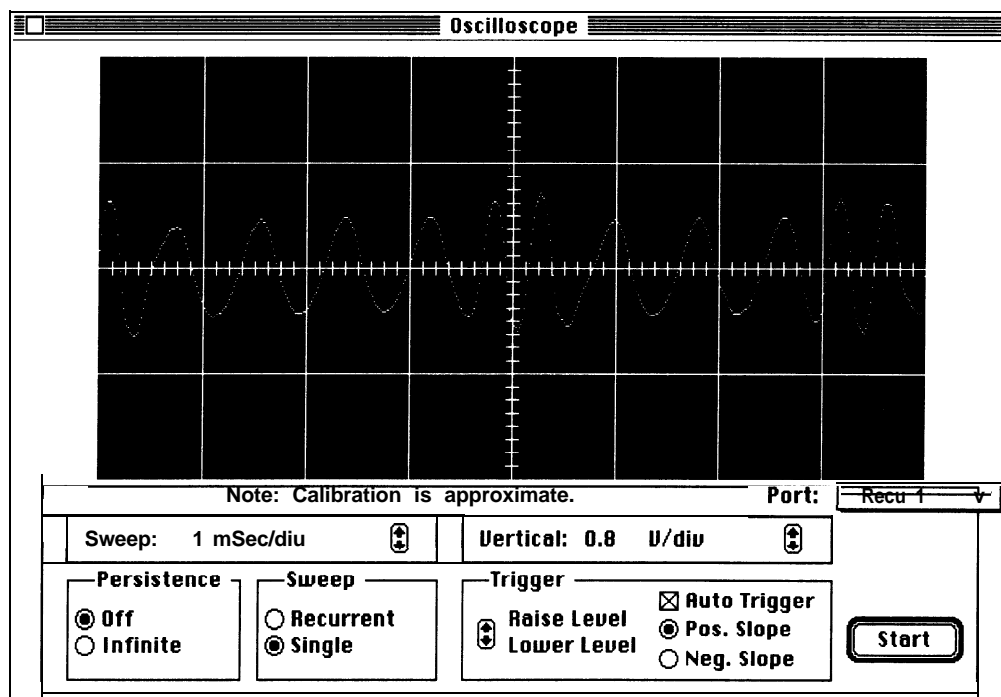 Oscilloscope
Note: Calibration is approximate.
Port: Recu 1
Sweep: 1 mSec/diu
Vertical: 0.8 V/div
Persistence
Off
Infinite
Sweep
Recurrent
Single
Trigger
Raise Level
Lower Level
Auto Trigger
Pos. Slope
Neg. Slope
Start